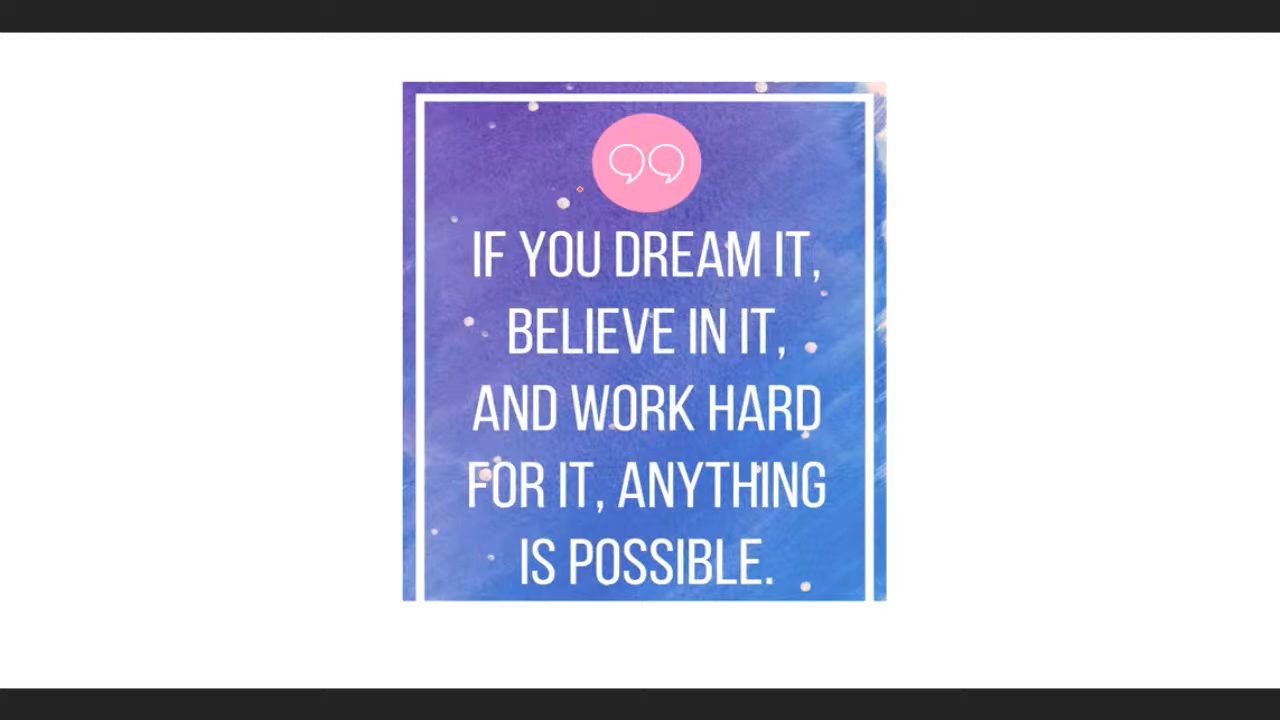 IF YOU DREAM IT,
BELIEVE IN IT,
AND WORK HARD
FOR IT, ANYTHING
IS POSSIBLE.